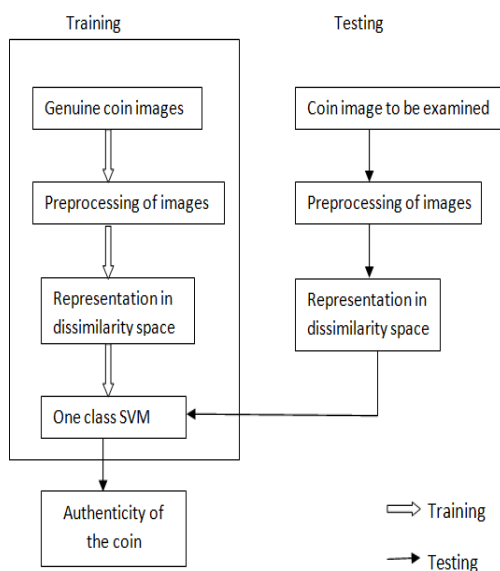 Training
Testing
Genuine coin images
Coin image to be examined
Preprocessing of images
Preprocessing of images
Representation in
dissimilarity space
Representation in
dissimilarity space
One class SVM
Authenticity of
the coin
Training
Testing